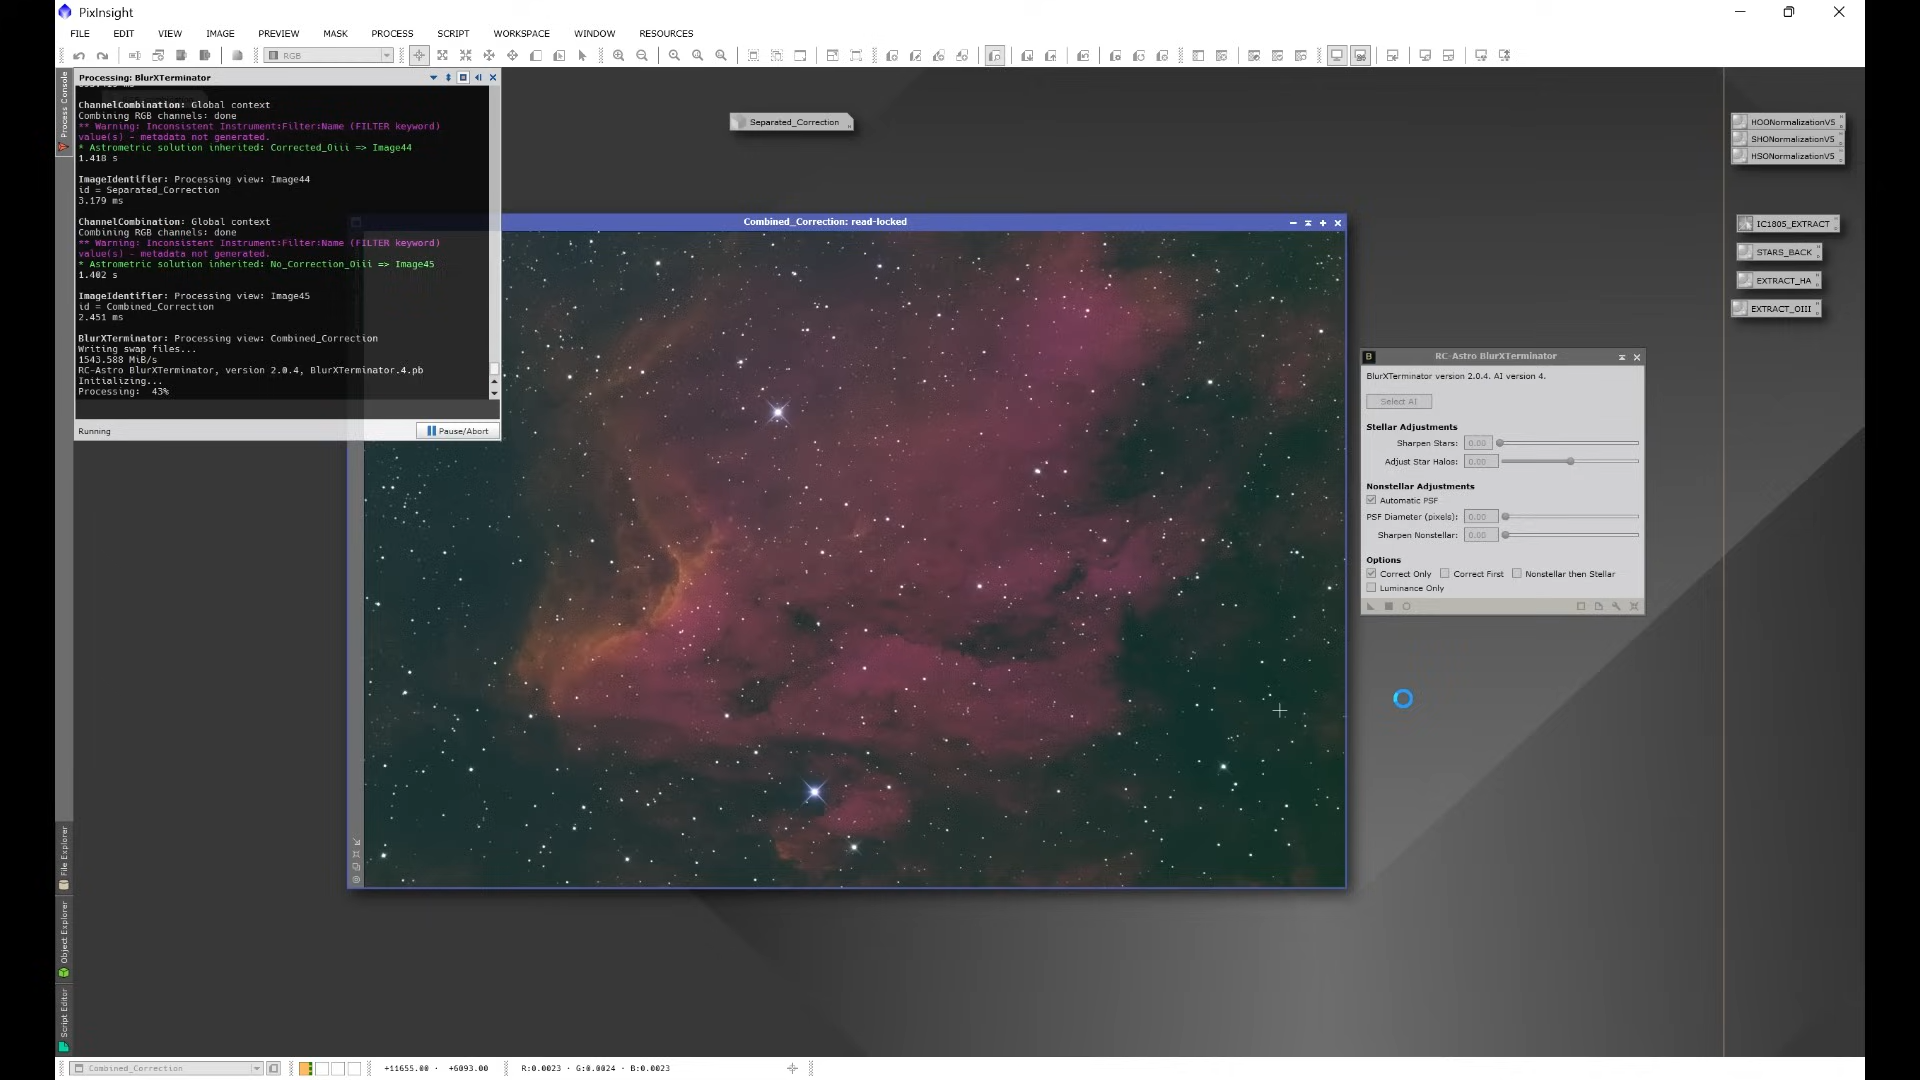 PixInsight
FILE EDIT VIEW IMAGE PREVIEW PROCESS MASK SCRIPT WORKSPACE WINDOW RESOURCES
RGB
Process Console
File Explorer
Object Explorer
Script Editor
Processing: BlurXTerminator
ChannelCombination: Global context
Combining RGB channels: done
** Warning: Inconsistent Instrument:Filter:Name (FILTER keyword)
value(s) - metadata not generated.
* Astrometric solution inherited: Corrected_Oiii => Image44
1.418 s
ImageIdentifier: Processing view: Image44
id = Separated_Correction
3.179 ms
ChannelCombination: Global context
Combining RGB channels: done
** Warning: Inconsistent Instrument:Filter:Name (FILTER keyword)
value(s) - metadata not generated.
* Astrometric solution inherited: No_Correction_Oiii => Image45
1.402 s
ImageIdentifier: Processing view: Image45
id = Combined_Correction
2.451 ms
BlurXTerminator: Processing view: Combined_Correction
Writing swap files...
1543.588 MiB/s
RC-Astro BlurXTerminator, version 2.0.4, BlurXTerminator.4.pb
Initializing...
Processing: 43%
Running
Pause/Abort
Separated_Correction
Combined_Correction: read-locked
HOONormalizationV5
SHONormalizationV5
HSONormalizationV5
IC1805_EXTRACT
STARS_BACK
EXTRACT_HA
EXTRACT_OIII
B RC-Astro BlurXTerminator
BlurXTerminator version 2.0.4. AI version 4.
Select AI
Stellar Adjustments
Sharpen Stars: 0.00
Adjust Star Halos: 0.00
Nonstellar Adjustments
Automatic PSF
PSF Diameter (pixels): 0.00
Sharpen Nonstellar: 0.00
Options
Correct Only Correct First Nonstellar then Stellar
Luminance Only
Combined_Correction
+11655.00 · +6093.00
R:0.0023 · G:0.0024 · B:0.0023